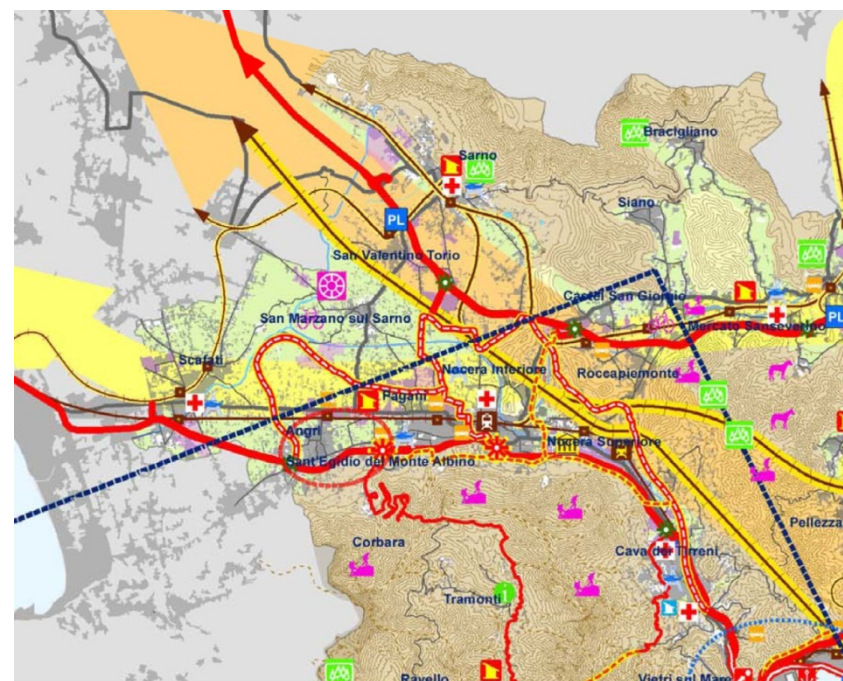 Bracigliano
Sarno
Siano
PL
San Valentino Torio
Castel San Giorgio
San Marzano sul Sarno
PL
Mercato Sanseverino
Scafati
Nocera Inferiore
Roccapiemonte
Pagani
Angri
Nocera Superiore
Sant'Egidio del Monte Albino
Pellezza
Corbara
Cava dei Tirreni
Tramonti
Ravello
Vietri sul Mare